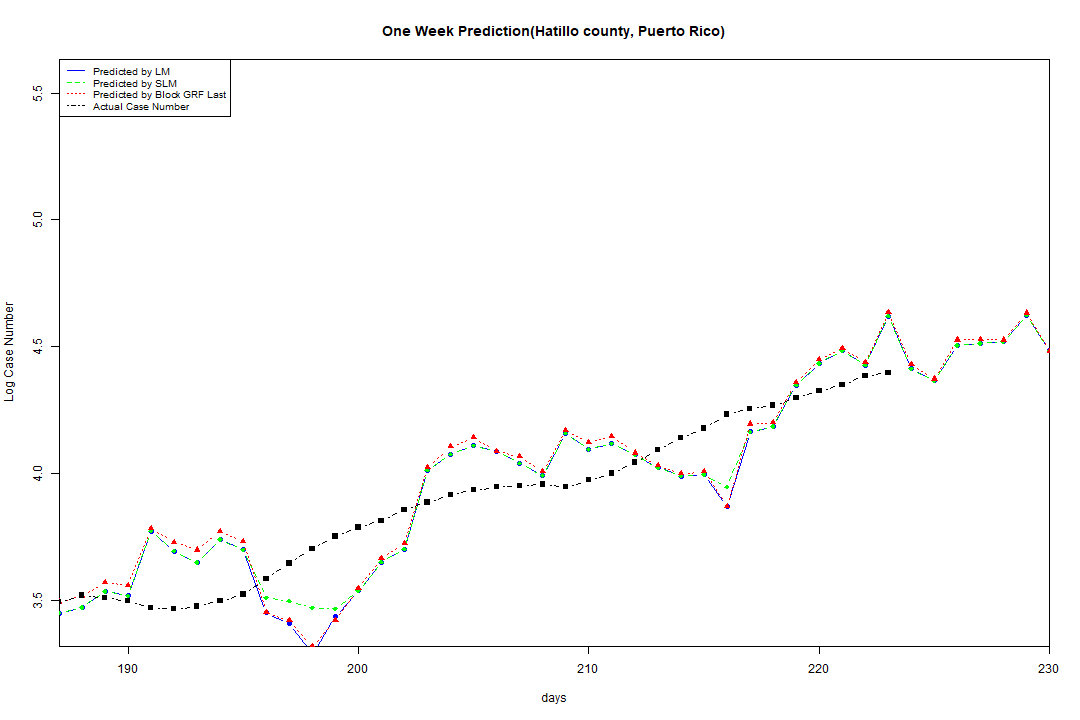 One Week Prediction(Hatillo county, Puerto Rico)
Predicted by LM
Predicted by SLM
Predicted by Block GRF Last
Actual Case Number
5.5
5.0
4.5
4.0
3.5
Log Case Number
190
200
210
220
230
days